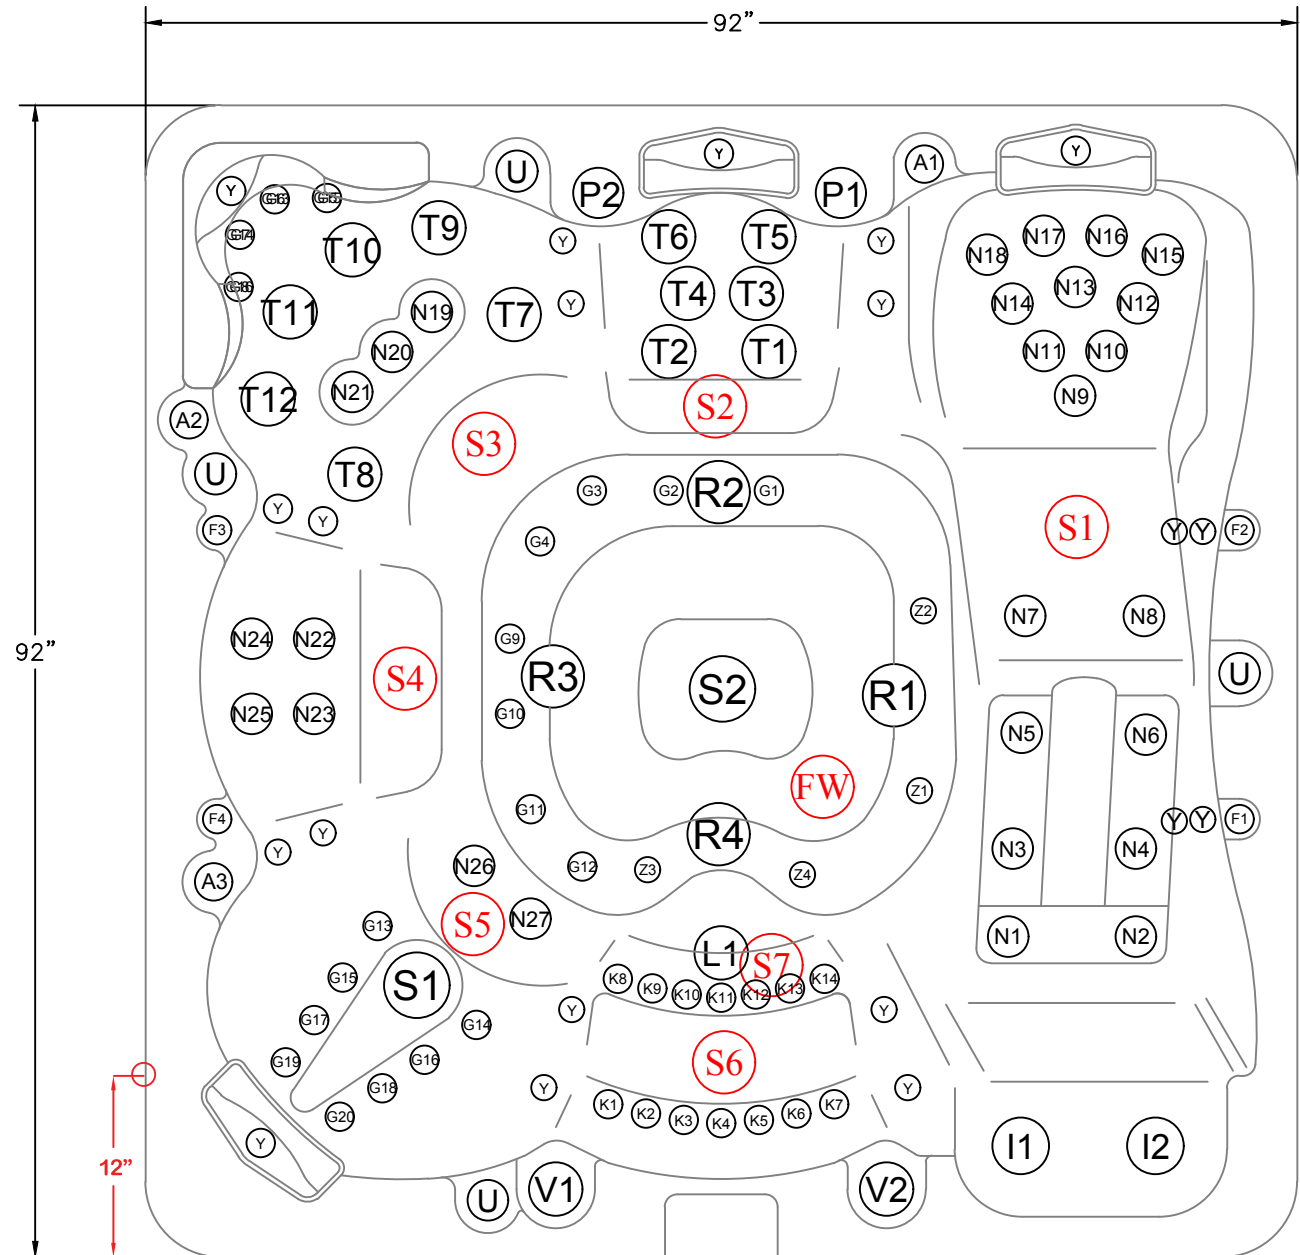 92”
Y
Y
A1
U
P2
P1
Y
T9
T6
T5
N17
N16
T10
Y
Y
N18
N15
T4
T3
N13
Y
Y
N14
N12
T11
N19
T7
N20
T2
T1
N11
N10
N21
T12
N9
A2
S2
S3
U
T8
G3
G2
R2
G1
Y
Y
F3
S1
Y
Y
F2
G4
Z2
N7
N8
92”
N24
N22
G9
S4
R3
S2
R1
U
N25
N23
G10
N5
N6
FW
Z1
G11
F4
Y
R4
Y
Y
F1
Y
N3
N4
A3
N26
G12
Z3
Z4
G13
S5
N27
N1
N2
L1
S7
G15
S1
K8
K9
K10
K11
K12
K13
K14
G17
G14
Y
Y
G19
G16
S6
G18
Y
Y
G20
K1
K2
K3
K4
K5
K6
K7
Y
I1
I2
12”
U
V1
V2